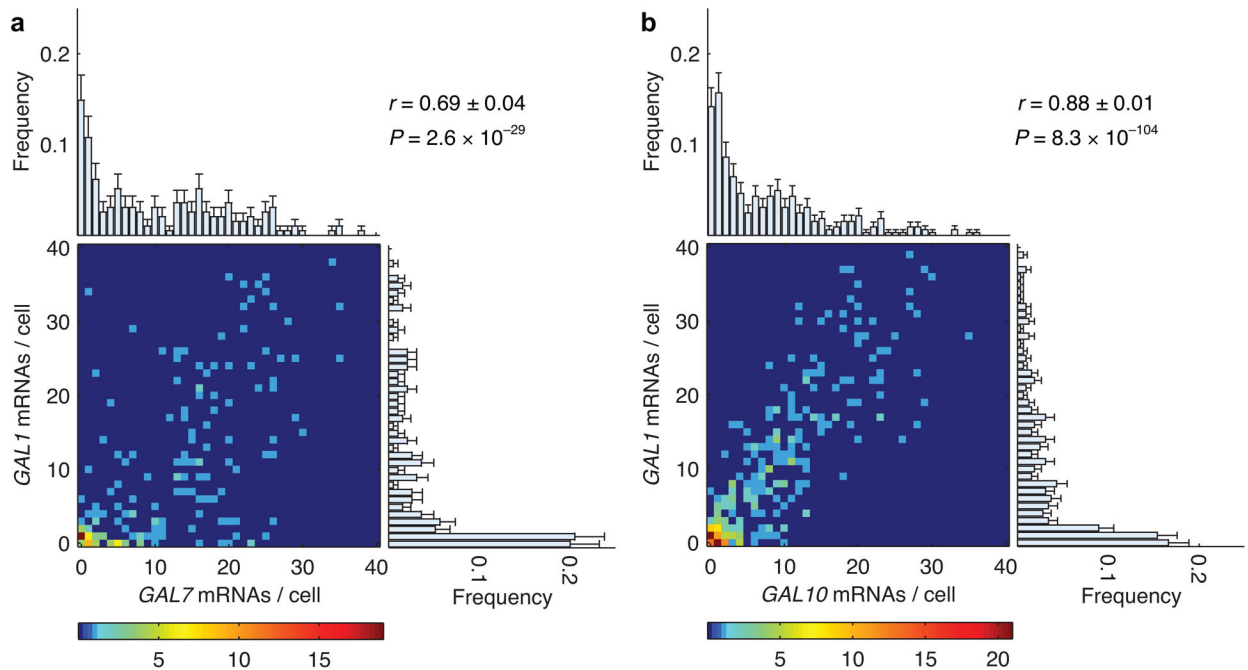 a
0.2
0.1
Frequency
r = 0.69 ± 0.04
P = 2.6 × 10⁻²⁹
40
30
20
10
0
GAL1 mRNAs / cell
0 10 20 30 40
GAL7 mRNAs / cell
0.1 0.2
Frequency
5 10 15
b
0.2
0.1
Frequency
r = 0.88 ± 0.01
P = 8.3 × 10⁻¹⁰⁴
40
30
20
10
0
GAL1 mRNAs / cell
0 10 20 30 40
GAL10 mRNAs / cell
0.1 0.2
Frequency
5 10 15 20